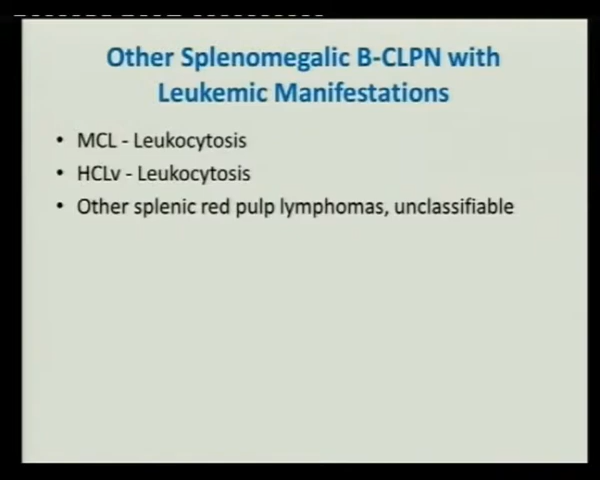 Other Splenomegalic B-CLPN with
Leukemic Manifestations
• MCL - Leukocytosis
• HCLv - Leukocytosis
• Other splenic red pulp lymphomas, unclassifiable